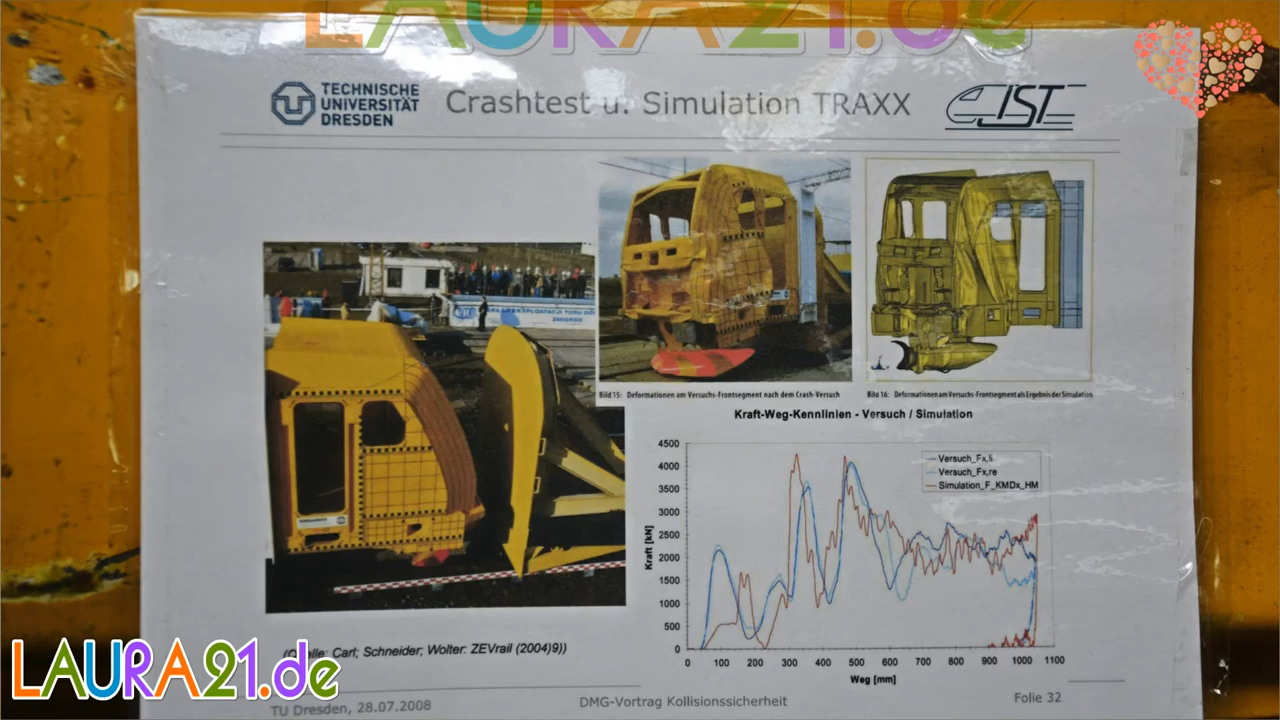 LAURA21.de
TECHNISCHE
UNIVERSITÄT
DRESDEN
Crashtest u. Simulation TRAXX
IST
Bild 15: Deformationen am Versuchs-Frontsegment nach dem Crash-Versuch
Bild 16: Deformationen am Versuchs-Frontsegment als Ergebnis der Simulation
Kraft-Weg-Kennlinien - Versuch / Simulation
4500
4000
3500
3000
2500
2000
1500
1000
500
0
Kraft [kN]
Versuch_Fx,li
Versuch_Fx,re
Simulation_F_KMDx_HM
0 100 200 300 400 500 600 700 800 900 1000 1100
Weg [mm]
Carl; Schneider; Wolter: ZEVrail (2004)9))
TU Dresden, 28.07.2008
DMG-Vortrag Kollisionssicherheit
Folie 32
LAURA21.de